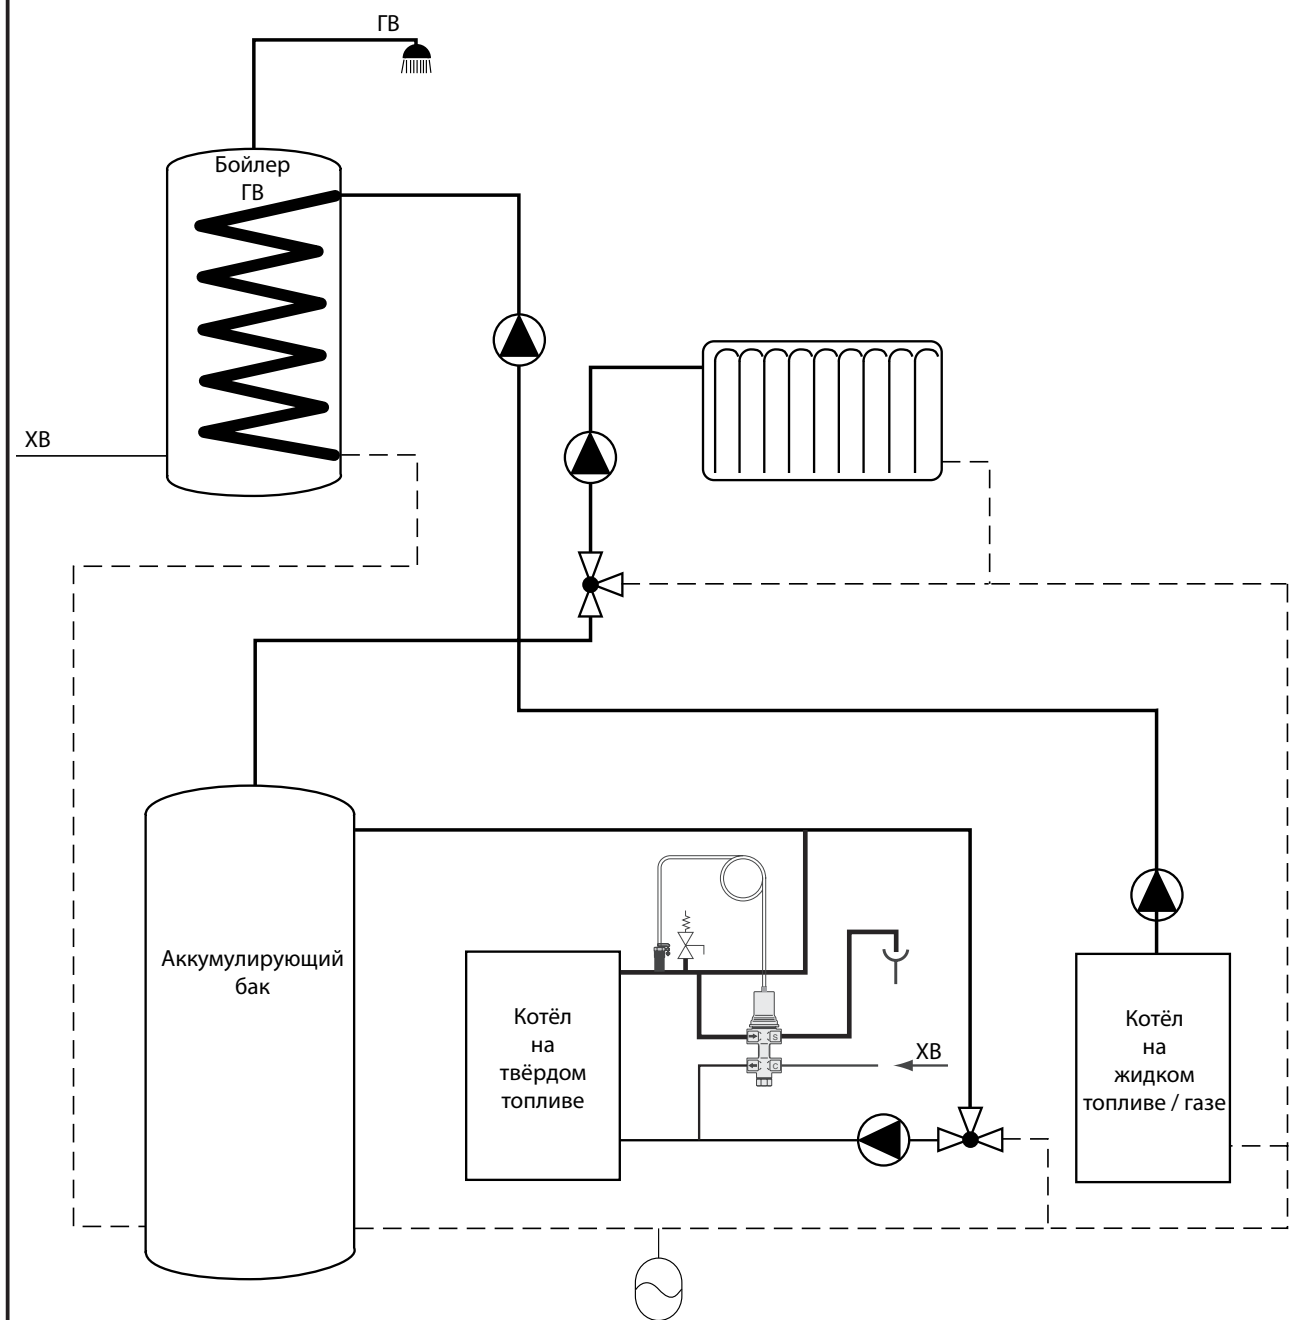 ГВ
Бойлер
ГВ
ХВ
Аккумулирующий
бак
Котёл
на
твёрдом
топливе
S
C
ХВ
Котёл
на
жидком
топливе / газе